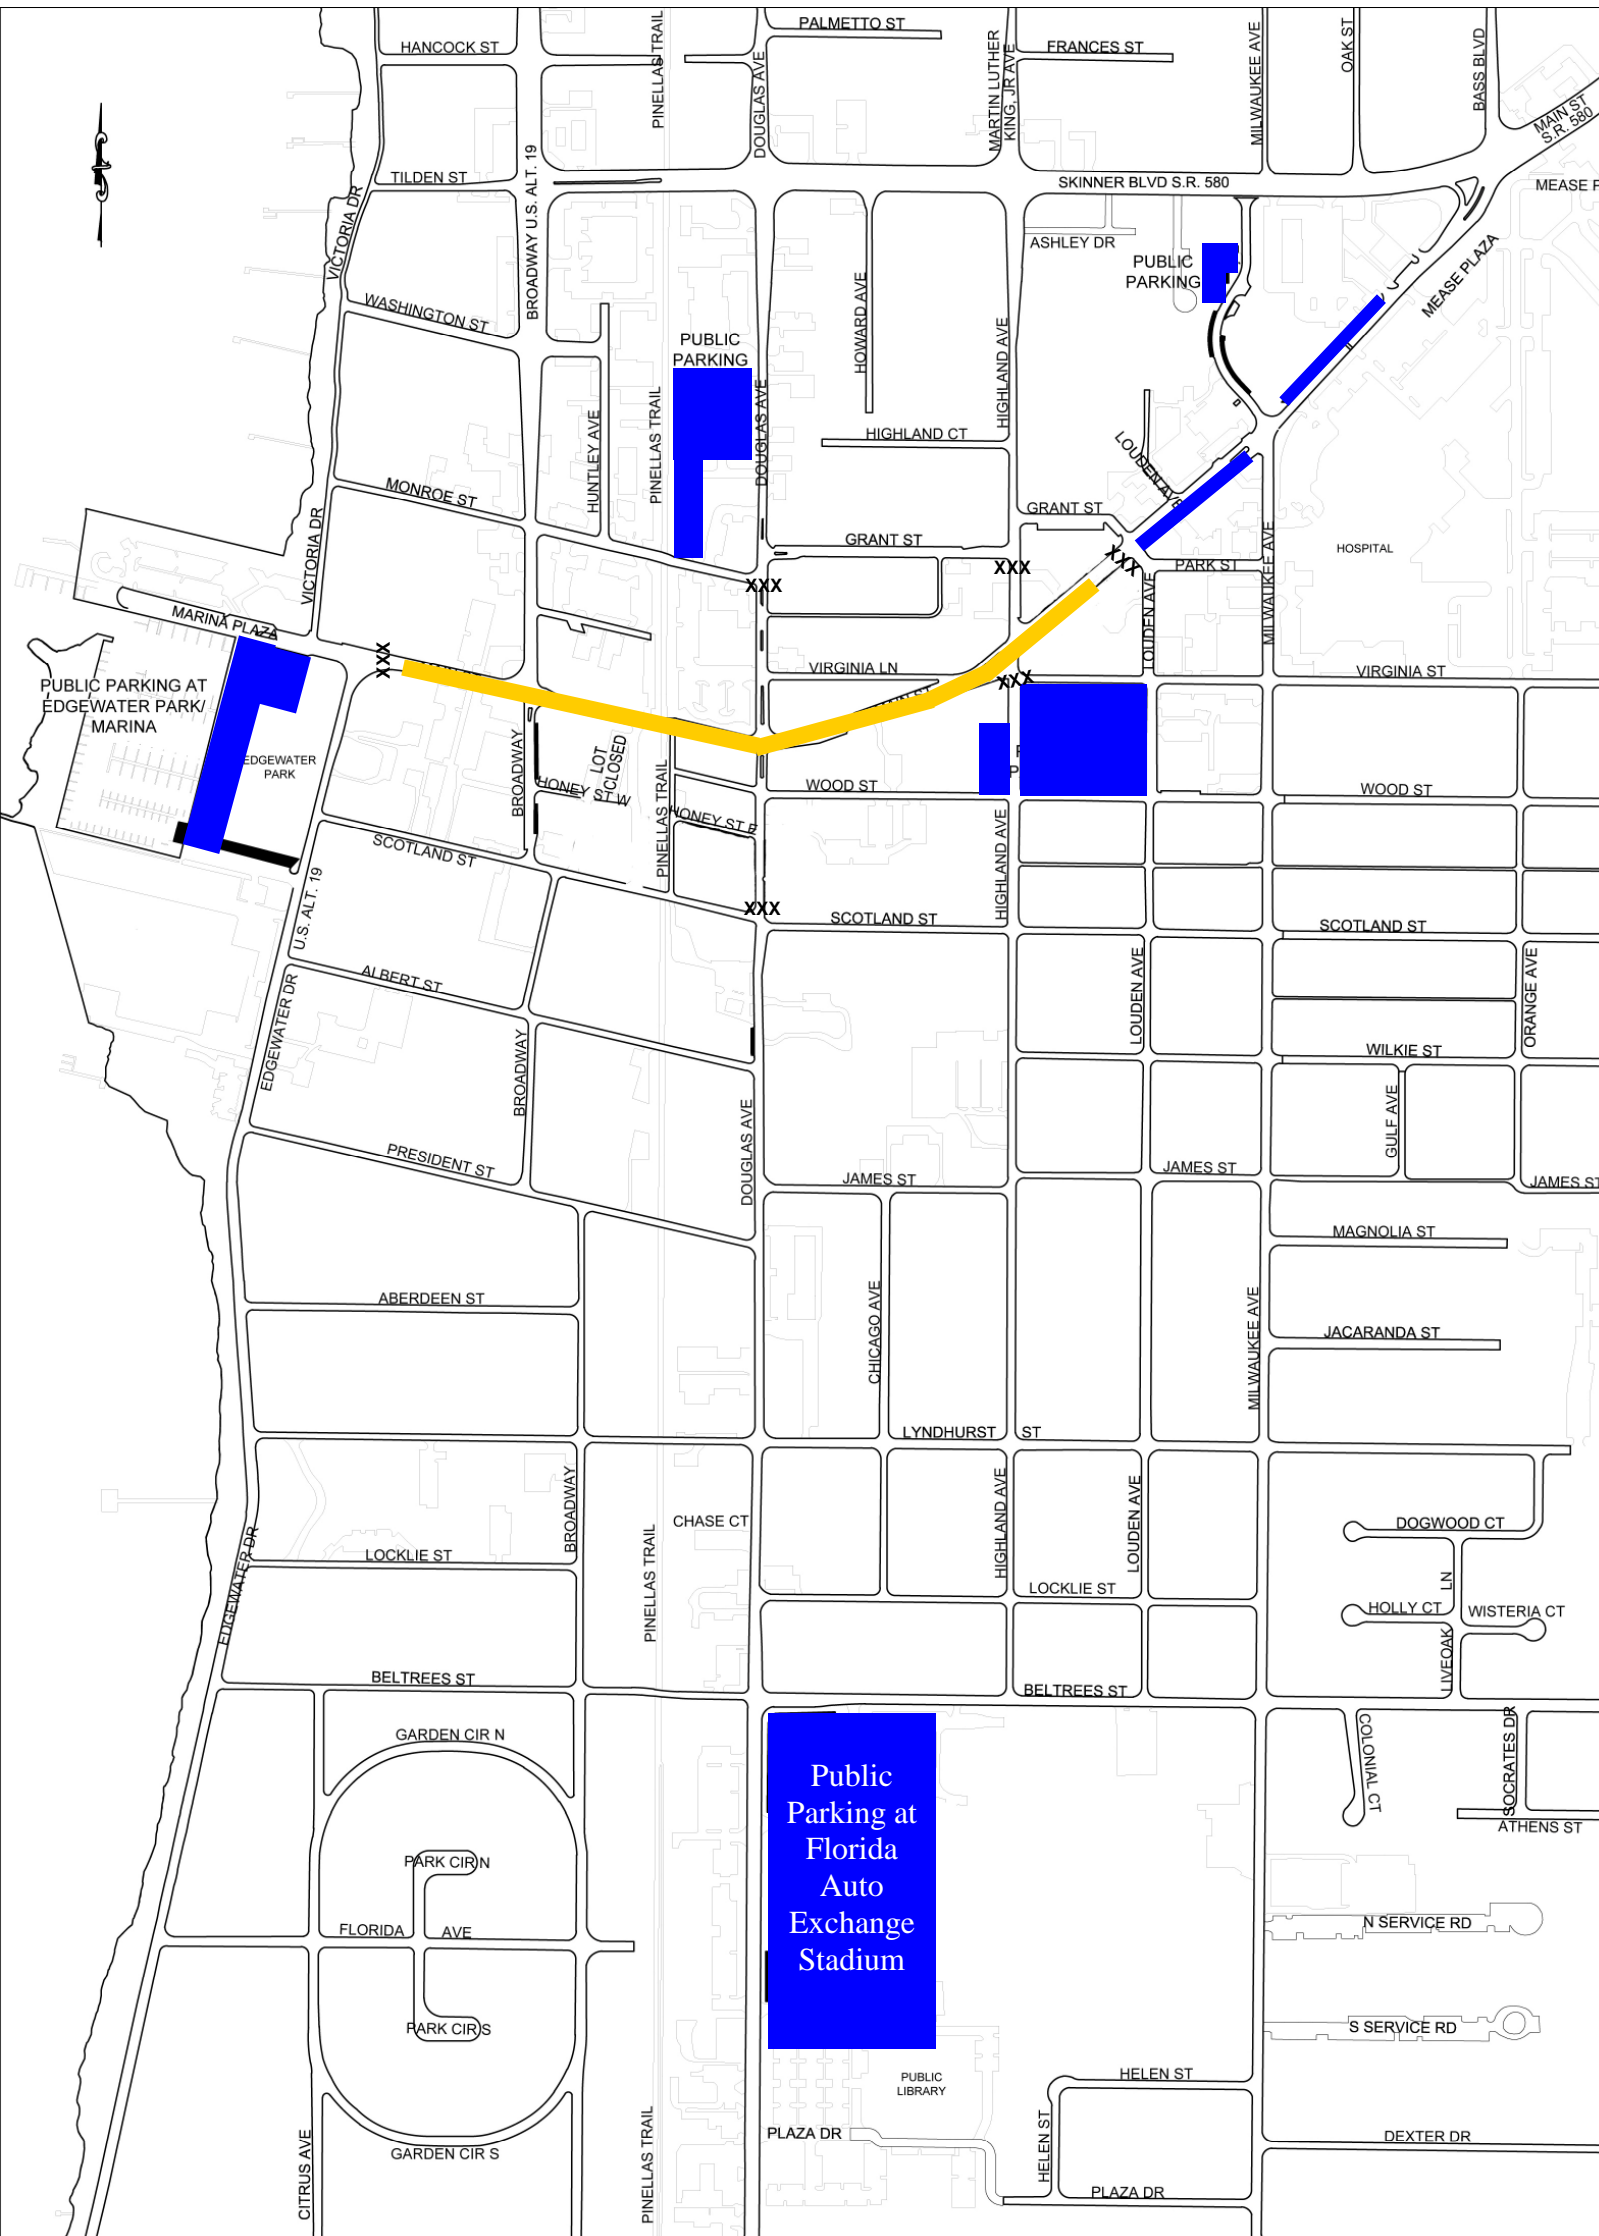 PALMETTO ST
HANCOCK ST
FRANCES ST
PINELLAS TRAIL
DOUGLAS AVE
MARTIN LUTHER
KING, JR AVE
MILWAUKEE AVE
OAK ST
BASS BLVD
MAIN ST
S.R. 580
TILDEN ST
VICTORIA DR
BROADWAY U.S. ALT. 19
SKINNER BLVD S.R. 580
MEASE P
ASHLEY DR
PUBLIC
PARKING
MEASE PLAZA
WASHINGTON ST
HOWARD AVE
HIGHLAND AVE
PUBLIC
PARKING
HUNTLEY AVE
PINELLAS TRAIL
DOUGLAS AVE
HIGHLAND CT
LOUDEN AVE
MONROE ST
GRANT ST
VICTORIA DR
GRANT ST
MILWAUKEE AVE
HOSPITAL
XXX
XXX
XXX
PARK ST
LOUDEN AVE
MARINA PLAZA
XXX
VIRGINIA LN
XXX
VIRGINIA ST
PUBLIC PARKING AT
EDGEWATER PARK/
MARINA
EDGEWATER
PARK
BROADWAY
LOT
CLOSED
HONEY ST W
PINELLAS TRAIL
HONEY ST E
WOOD ST
P
WOOD ST
SCOTLAND ST
HIGHLAND AVE
U.S. ALT. 19
XXX
SCOTLAND ST
SCOTLAND ST
ALBERT ST
EDGEWATER DR
LOUDEN AVE
ORANGE AVE
WILKIE ST
BROADWAY
DOUGLAS AVE
GULF AVE
PRESIDENT ST
JAMES ST
JAMES ST
JAMES ST
MAGNOLIA ST
ABERDEEN ST
CHICAGO AVE
MILWAUKEE AVE
JACARANDA ST
LYNDHURST ST
BROADWAY
HIGHLAND AVE
LOUDEN AVE
CHASE CT
DOGWOOD CT
EDGEWATER DR
LOCKLIE ST
PINELLAS TRAIL
LOCKLIE ST
LIVEOAK LN
HOLLY CT
WISTERIA CT
BELTREES ST
BELTREES ST
GARDEN CIR N
COLONIAL CT
SOCRATES DR
ATHENS ST
Public
Parking at
Florida
Auto
Exchange
Stadium
PARK CIR N
FLORIDA AVE
N SERVICE RD
PARK CIR S
S SERVICE RD
PUBLIC
LIBRARY
HELEN ST
CITRUS AVE
GARDEN CIR S
PINELLAS TRAIL
PLAZA DR
HELEN ST
DEXTER DR
PLAZA DR